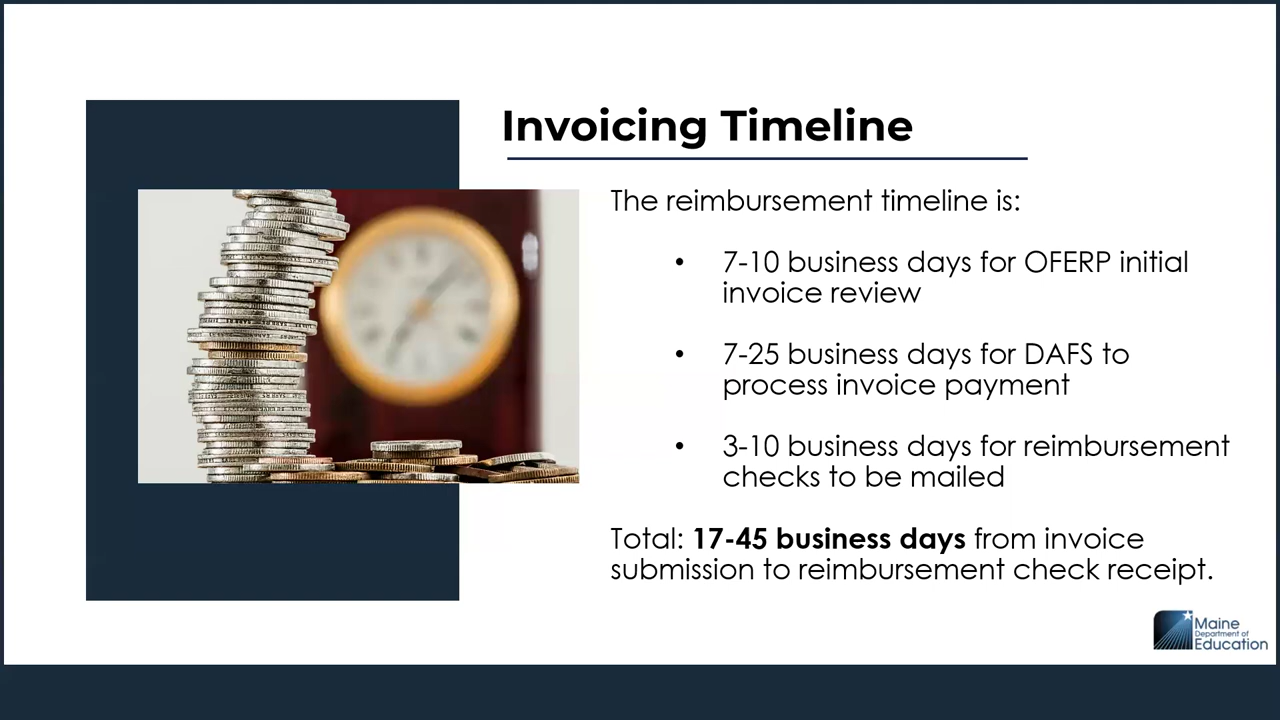 Invoicing Timeline
The reimbursement timeline is:
• 7-10 business days for OFERP initial
invoice review
• 7-25 business days for DAFS to
process invoice payment
• 3-10 business days for reimbursement
checks to be mailed
Total: 17-45 business days from invoice
submission to reimbursement check receipt.
Maine
Department of
Education